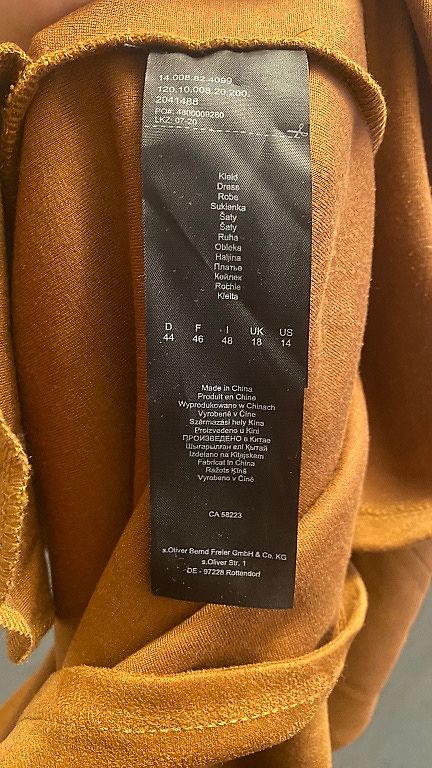 14.008.82.4099
120.10.008.20.200.
2041488
PO#: 4800009280
LKZ: 07-20
Kleid
Dress
Robe
Sukienka
Šaty
Šaty
Ruha
Obleka
Haljina
Платье
Көйлек
Rochie
Kleita
D F I UK US
44 46 48 18 14
Made in China
Produit en Chine
Wyprodukowano w Chinach
Vyrobené v Číne
Származási hely Kína
Proizvedeno u Kini
ПРОИЗВЕДЕНО в Китае
Шығарылған елі Қытай
Izdelano na Kitajskem
Fabricat în China
Ražots Ķīnā
Vyrobeno v Číně
CA 58223
s.Oliver Bernd Freier GmbH & Co. KG
s.Oliver Str. 1
DE - 97228 Rottendorf